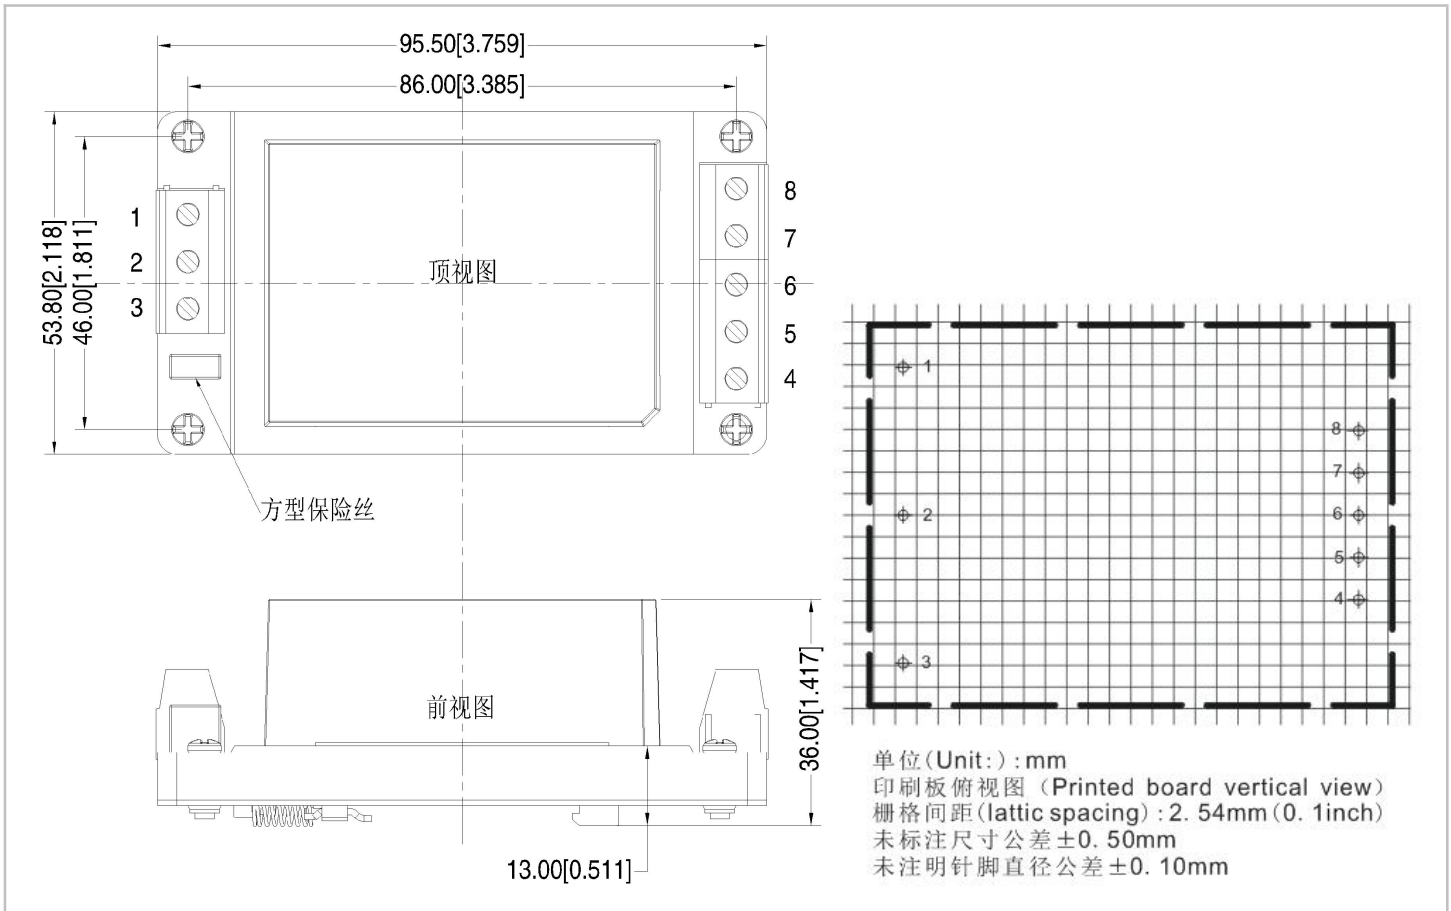 95.50[3.759]
86.00[3.385]
53.80[2.118]
46.00[1.811]
1
2
3
8
7
6
5
4
顶视图
方型保险丝
前视图
36.00[1.417]
13.00[0.511]
1
2
3
8
7
6
5
4
单位(Unit:):mm
印刷板俯视图 (Printed board vertical view)
栅格间距(lattic spacing):2.54mm(0.1inch)
未标注尺寸公差±0.50mm
未注明针脚直径公差±0.10mm